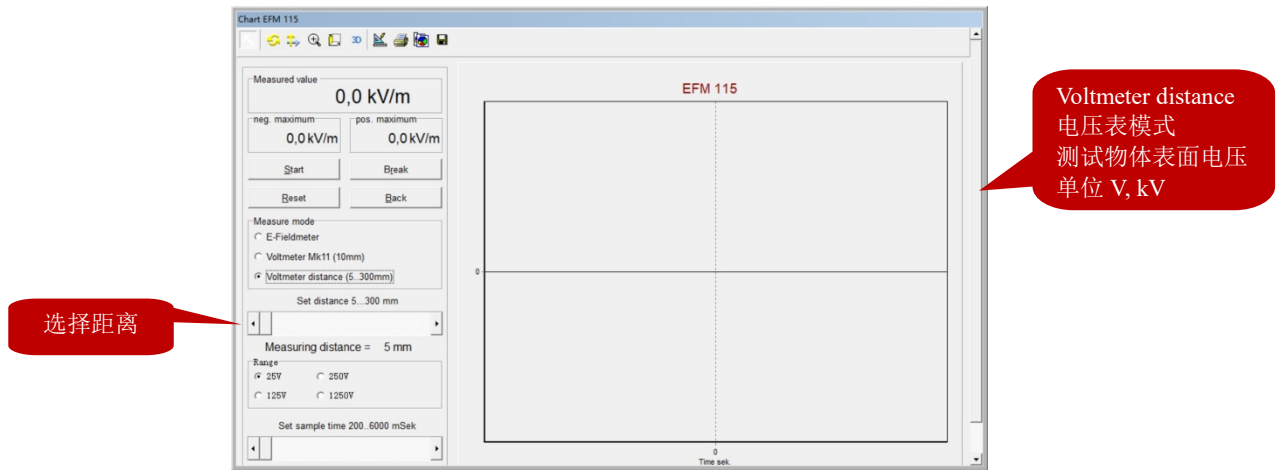 Chart EFM 115
3D
Measured value
0,0 kV/m
neg. maximum
pos. maximum
0,0 kV/m
0,0 kV/m
Start
Break
Reset
Back
Measure mode
E-Fieldmeter
Voltmeter Mk11 (10mm)
Voltmeter distance (5..300mm)
Set distance 5...300 mm
Measuring distance = 5 mm
Range
25V
250V
125V
1250V
Set sample time 200..6000 mSek
EFM 115
0
0
Time sek.
Voltmeter distance
电压表模式
测试物体表面电压
单位 V, kV
选择距离